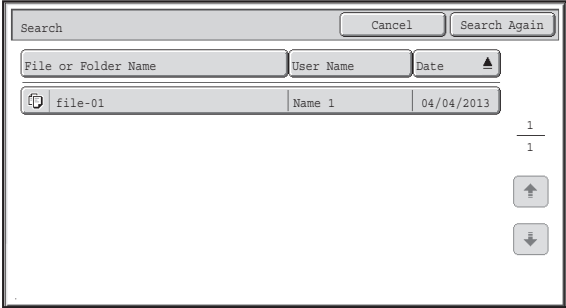 Search Cancel Search Again
File or Folder Name User Name Date
file-01 Name 1 04/04/2013
1
1